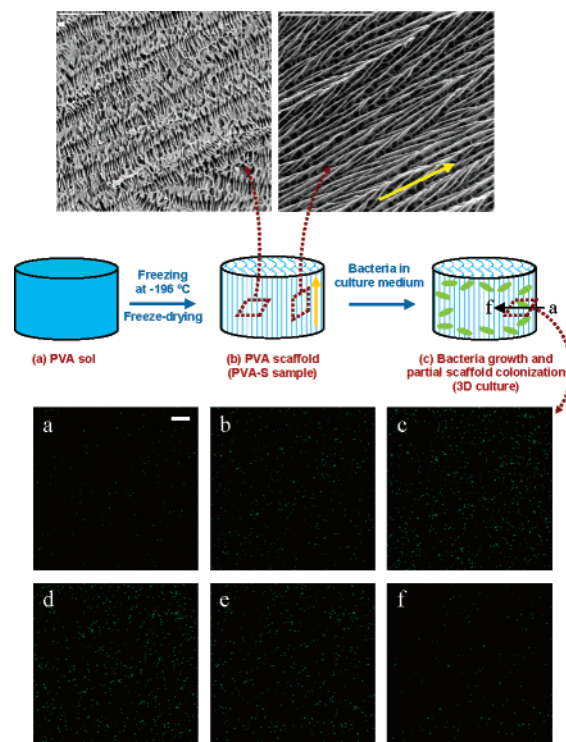 Freezing
at -196 ºC
Freeze-drying
Bacteria in
culture medium
f
a
(a) PVA sol
(b) PVA scaffold
(PVA-S sample)
(c) Bacteria growth and
partial scaffold colonization
(3D culture)
a
b
c
d
e
f